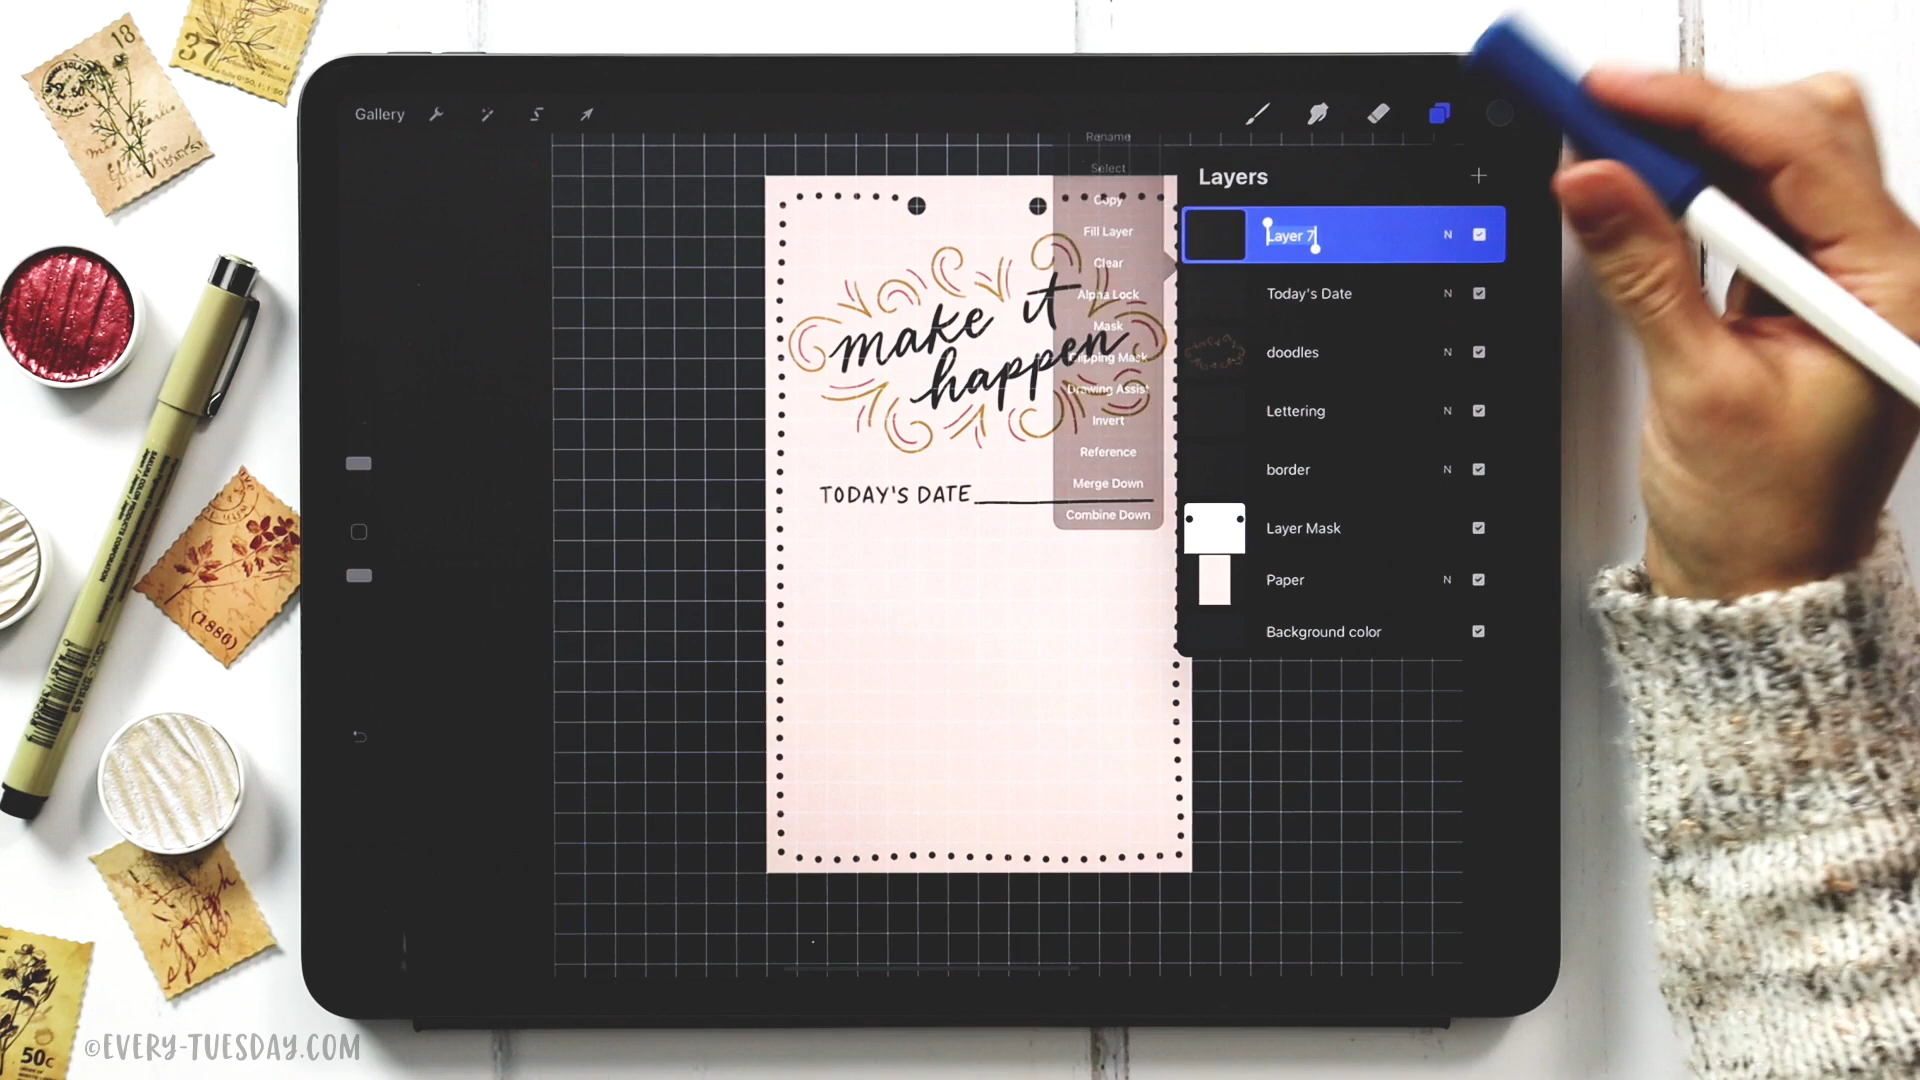 13
37
Gallery
Rename
Select
Copy
Fill Layer
Clear
Alpha Lock
Mask
Clipping Mask
Drawing Assist
Invert
Reference
Merge Down
Combine Down
Layers
Layer 7
N
Today's Date
N
doodles
N
Lettering
N
border
N
Layer Mask
Paper
N
Background color
make it
happen
TODAY'S DATE
(1886)
50c
©EVERY-TUESDAY.COM